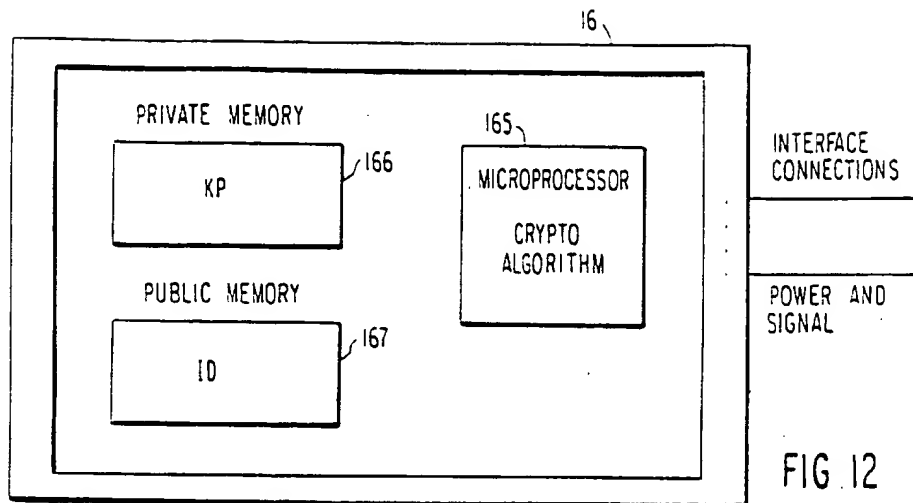 16
PRIVATE MEMORY
KP
166
PUBLIC MEMORY
ID
167
165
MICROPROCESSOR
CRYPTO
ALGORITHM
INTERFACE
CONNECTIONS
POWER AND
SIGNAL
FIG. 12